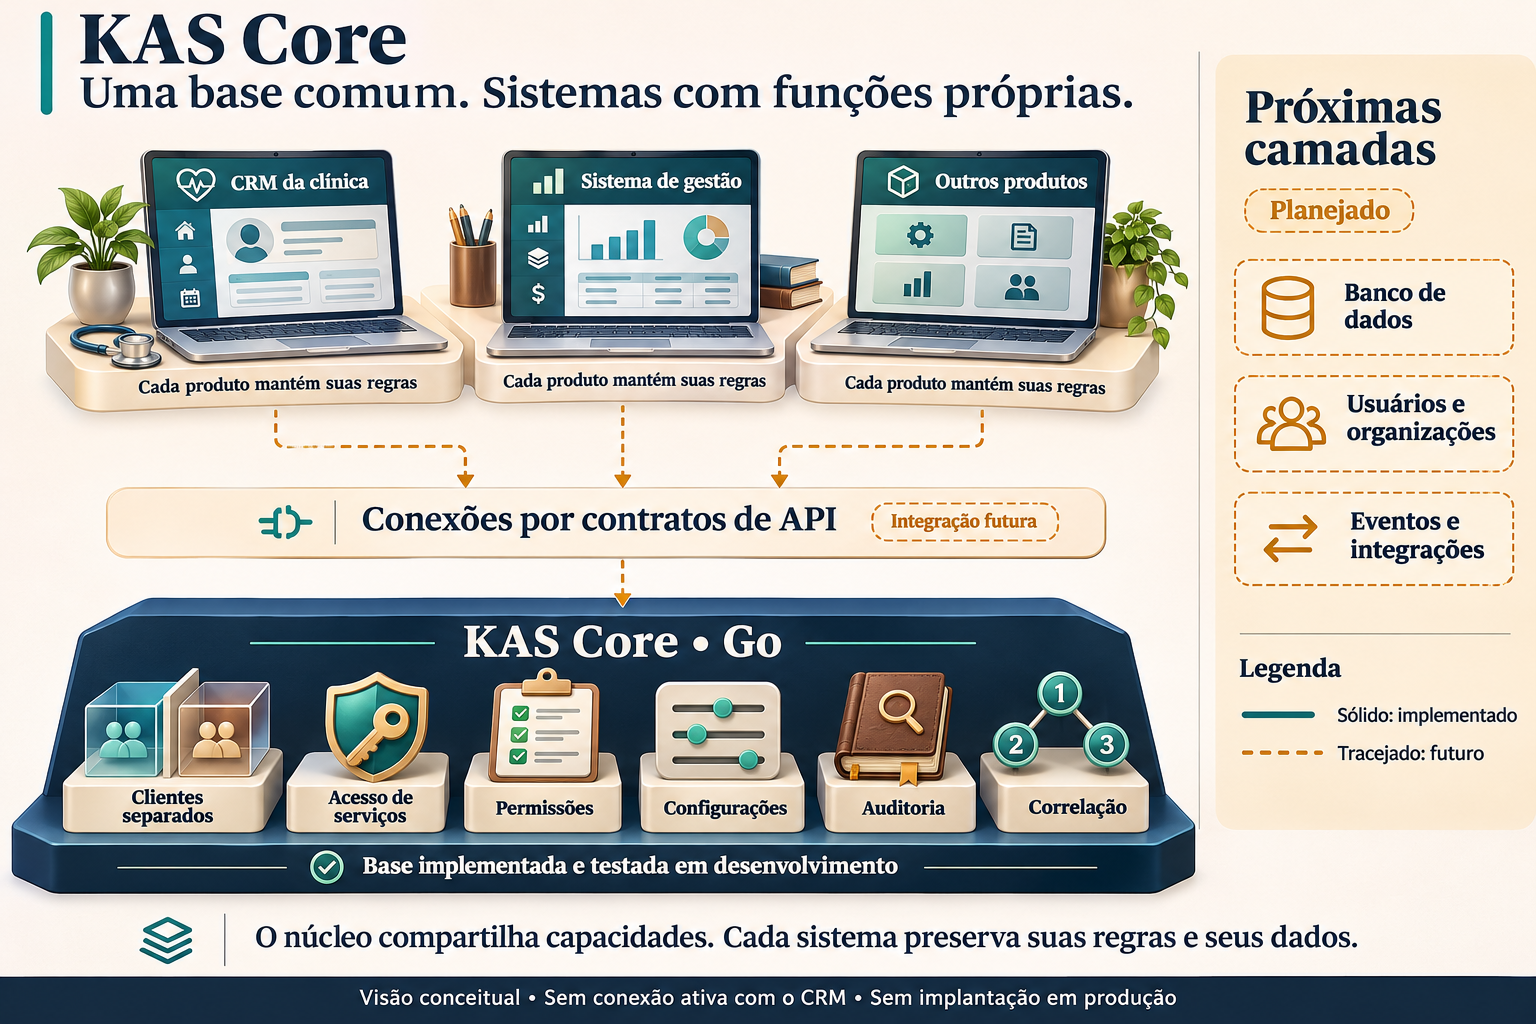 KAS Core
Uma base comum. Sistemas com funções próprias.
CRM da clínica
Cada produto mantém suas regras
Sistema de gestão
$
Cada produto mantém suas regras
Outros produtos
Cada produto mantém suas regras
Conexões por contratos de API
Integração futura
KAS Core • Go
Clientes
separados
Acesso de
serviços
Permissões
Configurações
Auditoria
1
2
3
Correlação
Base implementada e testada em desenvolvimento
O núcleo compartilha capacidades. Cada sistema preserva suas regras e seus dados.
Próximas
camadas
Planejado
Banco de
dados
Usuários e
organizações
Eventos e
integrações
Legenda
Sólido: implementado
Tracejado: futuro
Visão conceitual • Sem conexão ativa com o CRM • Sem implantação em produção